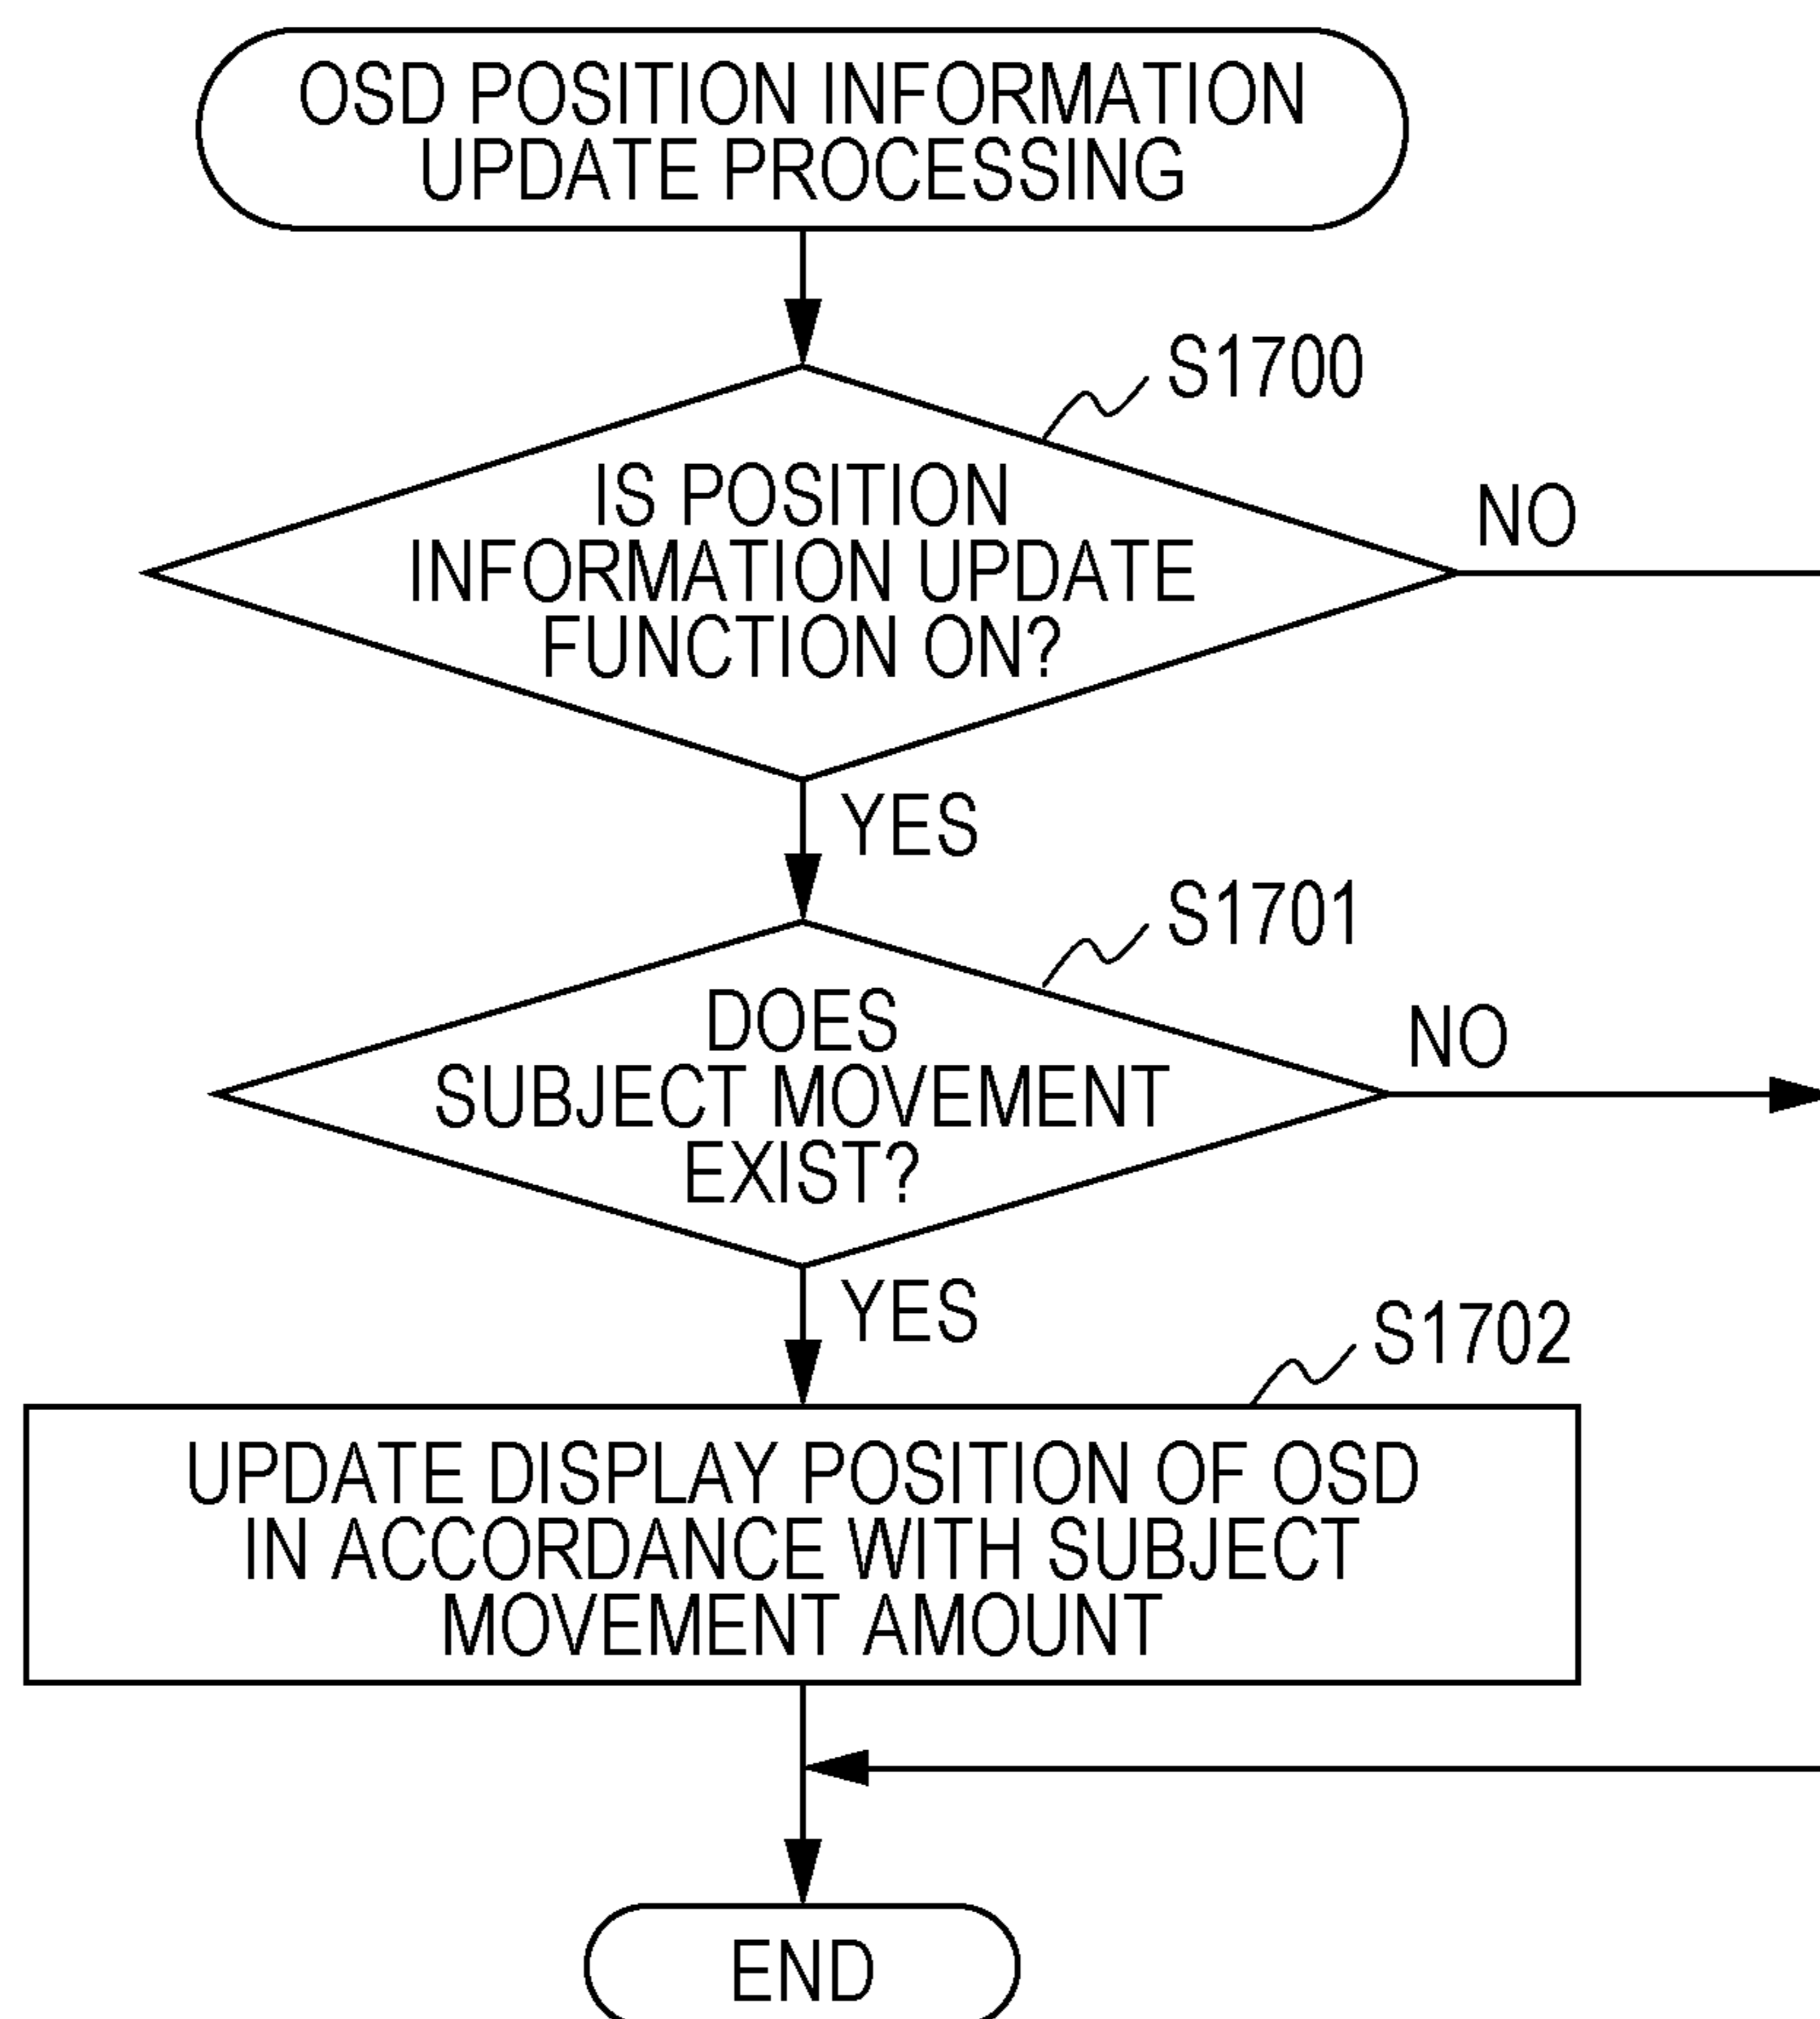 OSD POSITION INFORMATION
UPDATE PROCESSING
S1700
IS POSITION
INFORMATION UPDATE
FUNCTION ON?
NO
YES
S1701
DOES
SUBJECT MOVEMENT
EXIST?
NO
YES
S1702
UPDATE DISPLAY POSITION OF OSD
IN ACCORDANCE WITH SUBJECT
MOVEMENT AMOUNT
END